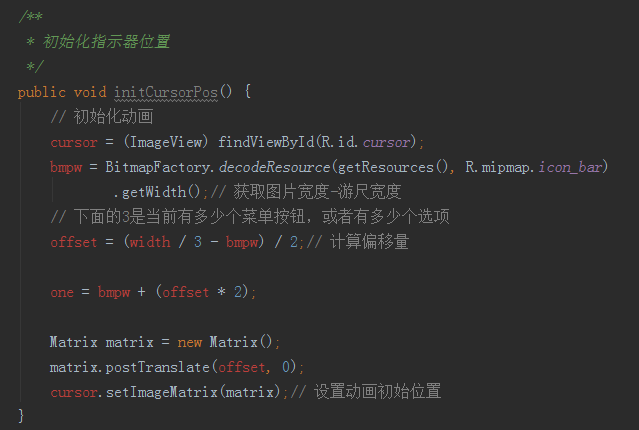 /**
* 初始化指示器位置
*/
public void initCursorPos() {
// 初始化动画
cursor = (ImageView) findViewById(R.id.cursor);
bmpw = BitmapFactory.decodeResource(getResources(), R.mipmap.icon_bar)
.getWidth();// 获取图片宽度-游尺宽度
// 下面的3是当前有多少个菜单按钮，或者有多少个选项
offset = (width / 3 - bmpw) / 2;// 计算偏移量
one = bmpw + (offset * 2);
Matrix matrix = new Matrix();
matrix.postTranslate(offset, 0);
cursor.setImageMatrix(matrix);// 设置动画初始位置
}